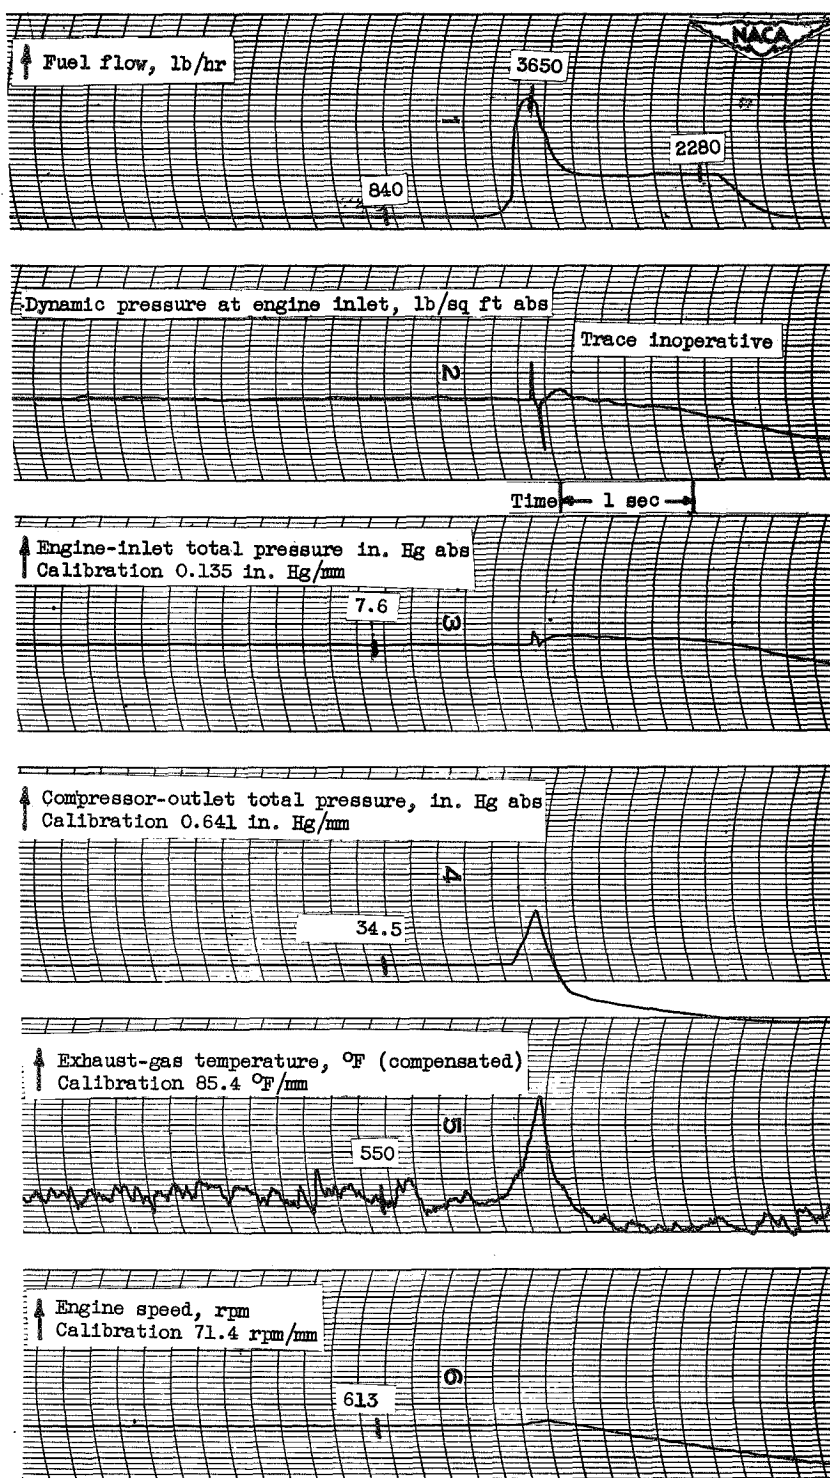 NACA
Fuel flow, lb/hr
3650
1
2280
840
Dynamic pressure at engine inlet, lb/sq ft abs
Trace inoperative
2
Time 1 sec
Engine-inlet total pressure in. Hg abs
Calibration 0.135 in. Hg/mm
7.6
3
Compressor-outlet total pressure, in. Hg abs
Calibration 0.641 in. Hg/mm
4
34.5
Exhaust-gas temperature, °F (compensated)
Calibration 85.4 °F/mm
5
550
Engine speed, rpm
Calibration 71.4 rpm/mm
6
613